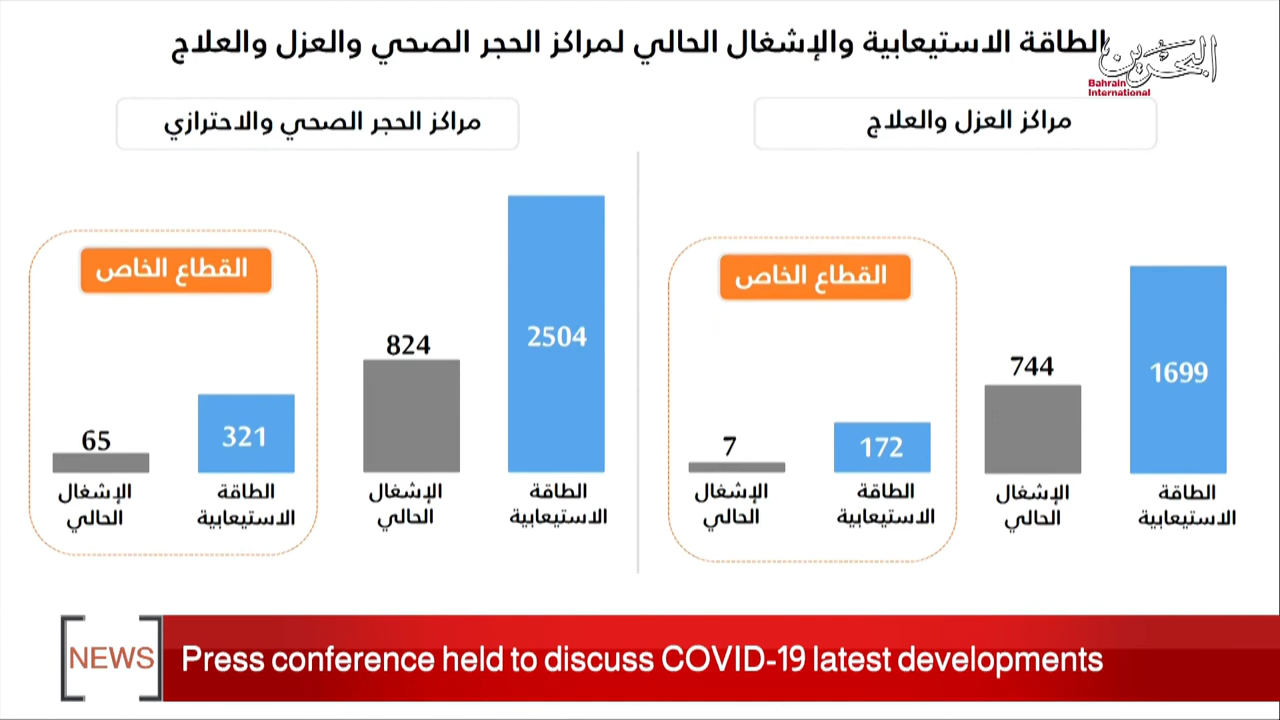 الطاقة الاستيعابية والإشغال الحالي لمراكز الحجر الصحي والعزل والعلاج
البحرين
Bahrain
International
مراكز العزل والعلاج
1699
الطاقة
الاستيعابية
744
الإشغال
الحالي
القطاع الخاص
172
الطاقة
الاستيعابية
7
الإشغال
الحالي
مراكز الحجر الصحي والاحترازي
2504
الطاقة
الاستيعابية
824
الإشغال
الحالي
القطاع الخاص
321
الطاقة
الاستيعابية
65
الإشغال
الحالي
NEWS
Press conference held to discuss COVID-19 latest developments